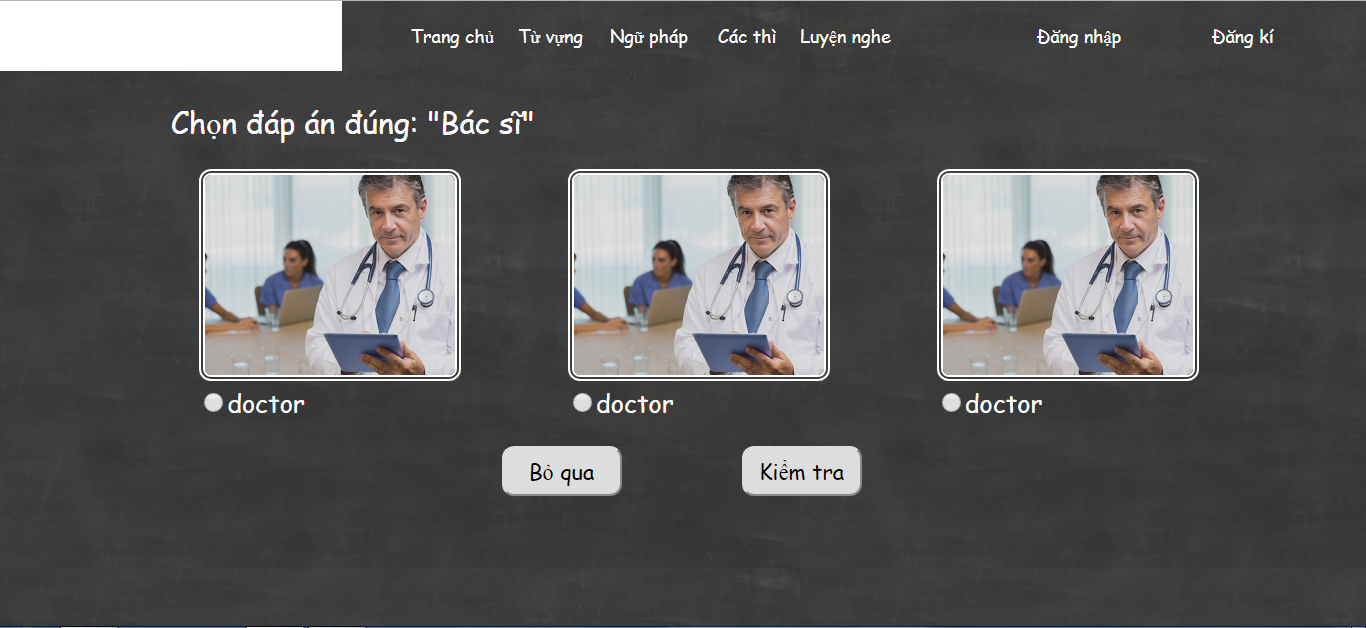 Trang chủ Từ vựng Ngữ pháp Các thì Luyện nghe Đăng nhập Đăng kí
Chọn đáp án đúng: "Bác sĩ"
doctor doctor doctor
Bỏ qua Kiểm tra